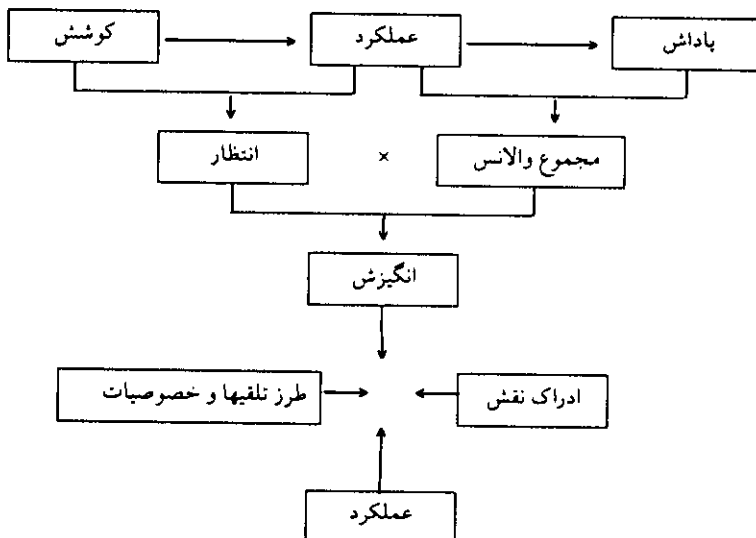 کوشش
عملکرد
پاداش
انتظار
×
مجموع والانس
انگیزش
طرز تلقیها و خصوصیات
ادراک نقش
عملکرد